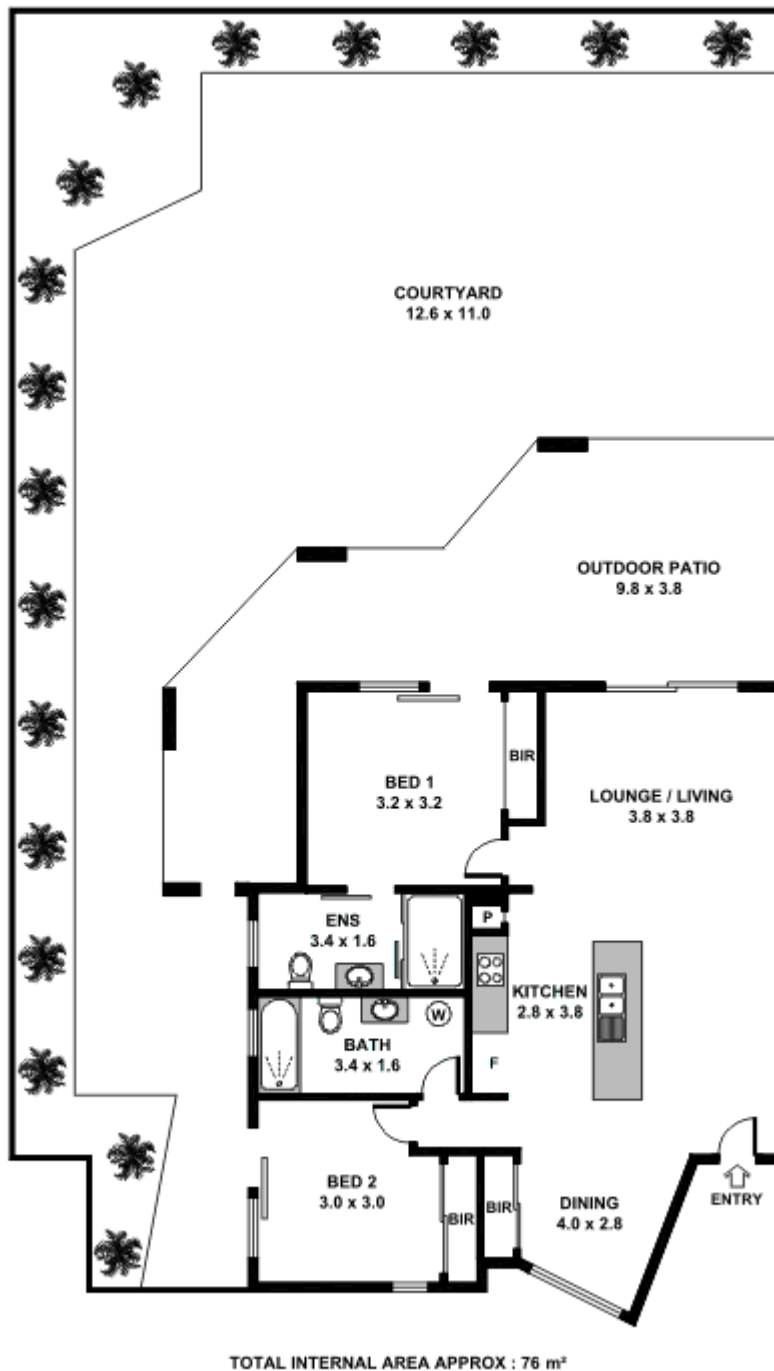 COURTYARD
12.6 x 11.0
OUTDOOR PATIO
9.8 x 3.8
BED 1
3.2 x 3.2
BIR
LOUNGE / LIVING
3.8 x 3.8
ENS
3.4 x 1.6
P
KITCHEN
2.8 x 3.8
W
BATH
3.4 x 1.6
F
BED 2
3.0 x 3.0
BIR
BIR
DINING
4.0 x 2.8
ENTRY
TOTAL INTERNAL AREA APPROX : 76 m²